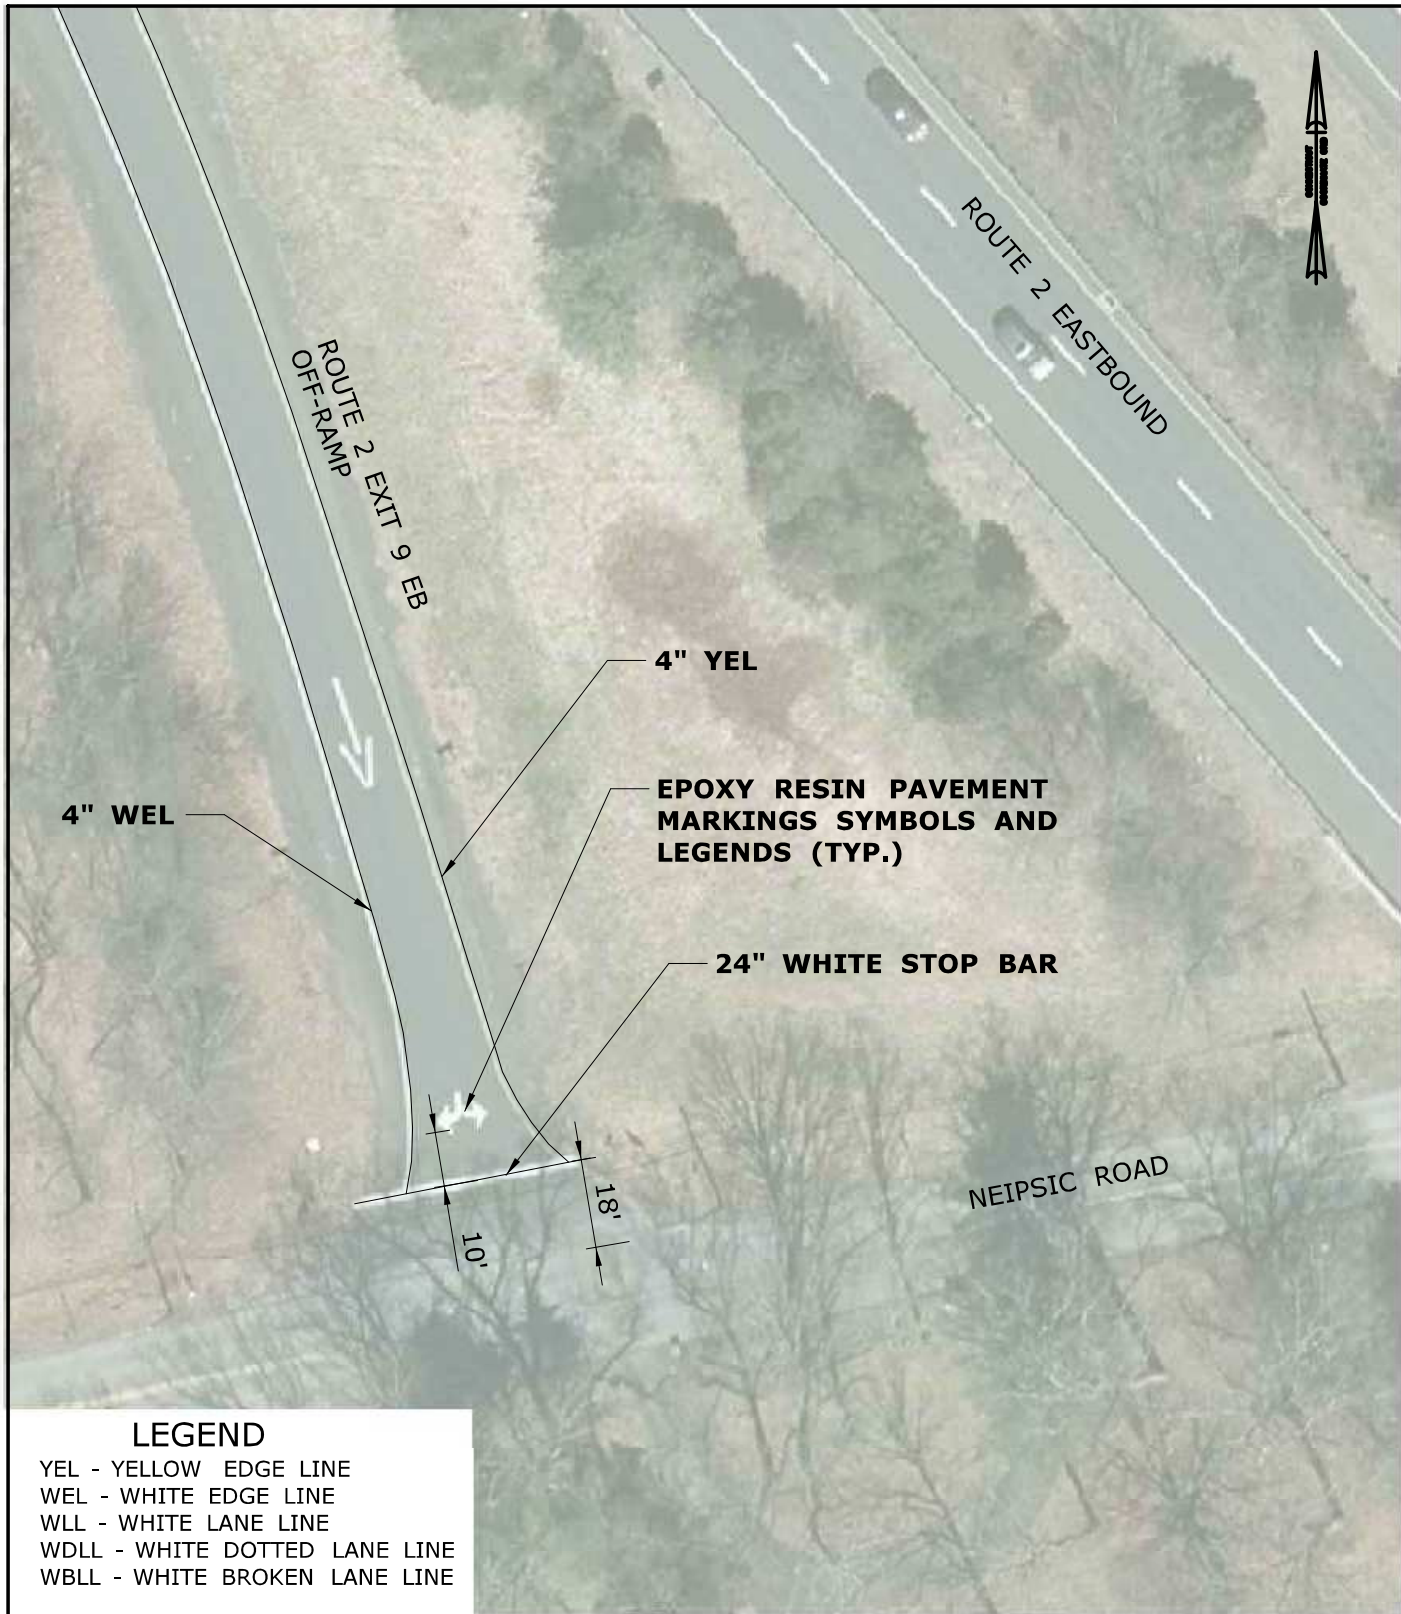 ROUTE 2 EASTBOUND
ROUTE 2 EXIT 9 EB
OFF-RAMP
4" YEL
EPOXY RESIN PAVEMENT
MARKINGS SYMBOLS AND
LEGENDS (TYP.)
4" WEL
24" WHITE STOP BAR
NEIPSIC ROAD
18'
10'
LEGEND
YEL - YELLOW EDGE LINE
WEL - WHITE EDGE LINE
WLL - WHITE LANE LINE
WDLL - WHITE DOTTED LANE LINE
WBLL - WHITE BROKEN LANE LINE